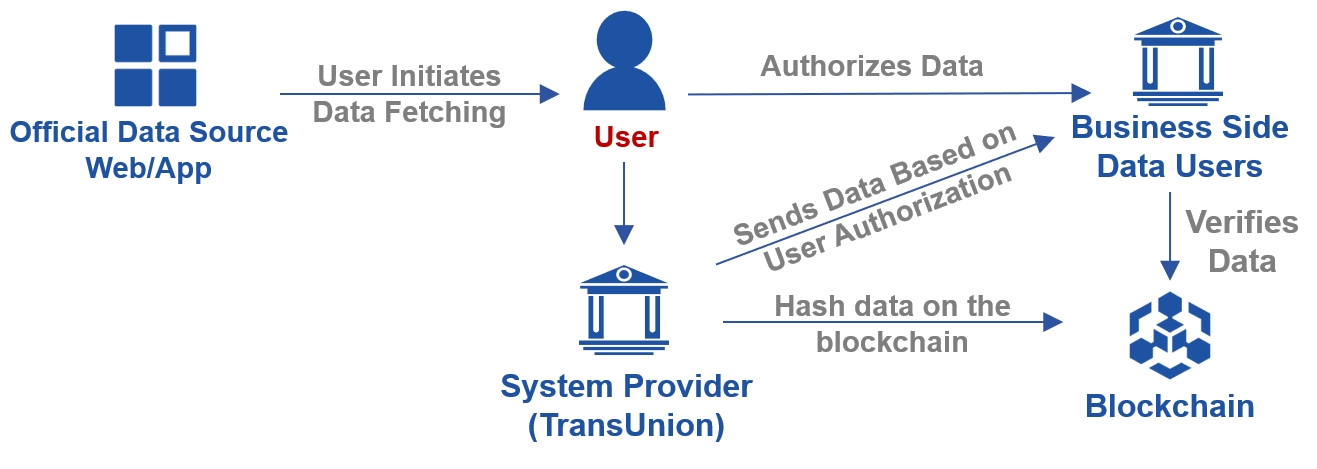 User Initiates
Data Fetching
Official Data Source
Web/App
User
Authorizes Data
Business Side
Data Users
Sends Data Based on
User Authorization
Verifies
Data
System Provider
(TransUnion)
Hash data on the
blockchain
Blockchain